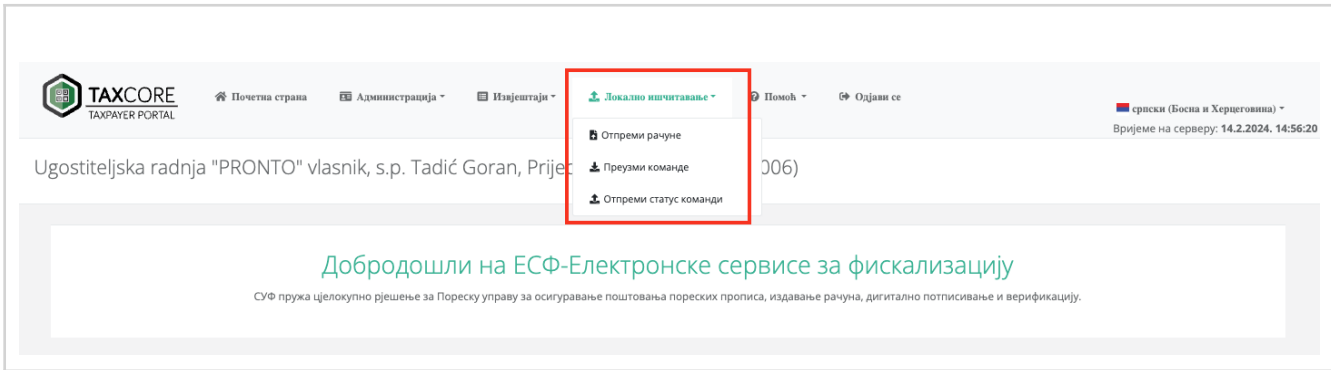 TAXCORE
TAXPAYER PORTAL
Почетна страна
Администрација
Извјештаји
Локално ишчитавање
Помоћ
Одјави се
српски (Босна и Херцеговина)
Вријеме на серверу: 14.2.2024. 14:56:20
Отпреми рачуне
Преузми команде
Отпреми статус команди
Ugostiteljska radnja "PRONTO" vlasnik, s.p. Tadić Goran, 006)
Добродошли на ЕСФ-Електронске сервисе за фискализацију
СУФ пружа цјелокупно рјешење за Пореску управу за осигуравање поштовања пореских прописа, издавање рачуна, дигитално потписивање и верификацију.